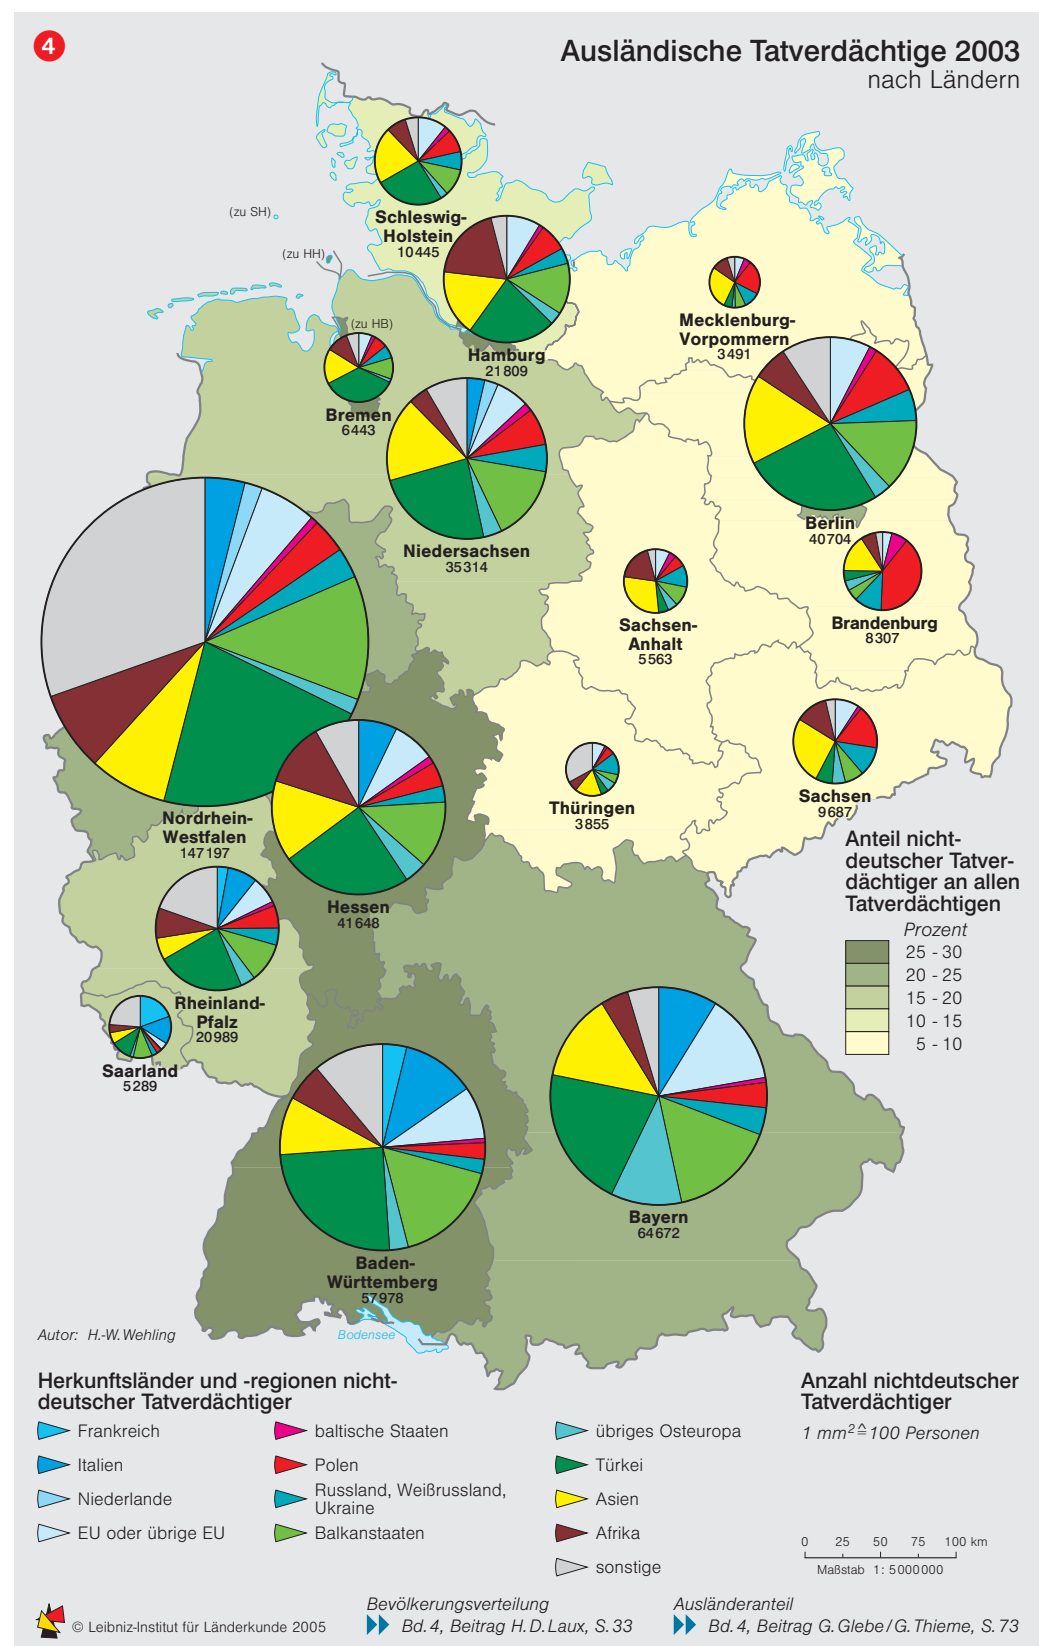 4
Ausländische Tatverdächtige 2003
nach Ländern
(zu SH)
Schleswig-
Holstein
10445
(zu HH)
(zu HB)
Hamburg
21809
Mecklenburg-
Vorpommern
3491
Bremen
6443
Niedersachsen
35314
Berlin
40704
Sachsen-
Anhalt
5563
Brandenburg
8307
Nordrhein-
Westfalen
147197
Thüringen
3855
Sachsen
9687
Hessen
41648
Rheinland-
Pfalz
20989
Saarland
5289
Bayern
64672
Baden-
Württemberg
57978
Bodensee
Anteil nicht-
deutscher Tatver-
dächtiger an allen
Tatverdächtigen
Prozent
25 - 30
20 - 25
15 - 20
10 - 15
5 - 10
Autor: H.-W. Wehling
Herkunftsländer und -regionen nicht-
deutscher Tatverdächtiger
Frankreich
Italien
Niederlande
EU oder übrige EU
baltische Staaten
Polen
Russland, Weißrussland,
Ukraine
Balkanstaaten
übriges Osteuropa
Türkei
Asien
Afrika
sonstige
Anzahl nichtdeutscher
Tatverdächtiger
1 mm² ≙ 100 Personen
0 25 50 75 100 km
Maßstab 1: 5000000
© Leibniz-Institut für Länderkunde 2005
Bevölkerungsverteilung
Bd. 4, Beitrag H.D. Laux, S. 33
Ausländeranteil
Bd. 4, Beitrag G. Glebe/G. Thieme, S. 73